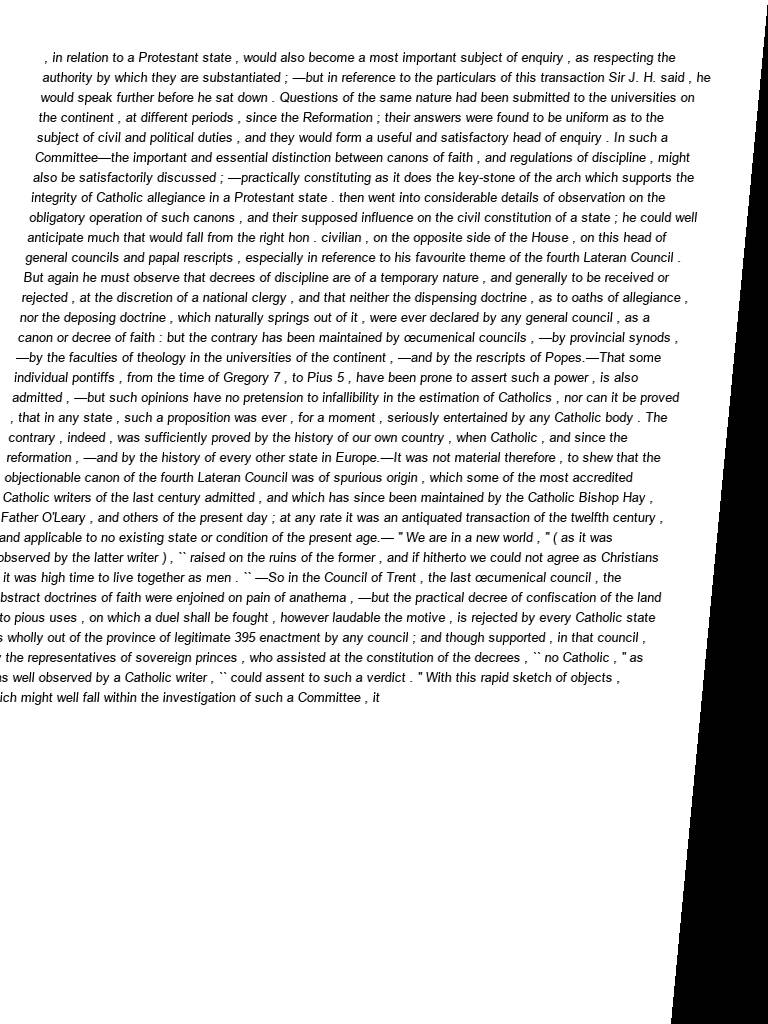 , in relation to a Protestant state , would also become a most important subject of enquiry , as respecting the
authority by which they are substantiated ; —but in reference to the particulars of this transaction Sir J. H. said , he
would speak further before he sat down . Questions of the same nature had been submitted to the universities on
the continent , at different periods , since the Reformation ; their answers were found to be uniform as to the
subject of civil and political duties , and they would form a useful and satisfactory head of enquiry . In such a
Committee—the important and essential distinction between canons of faith , and regulations of discipline , might
also be satisfactorily discussed ; —practically constituting as it does the key-stone of the arch which supports the
integrity of Catholic allegiance in a Protestant state . then went into considerable details of observation on the
obligatory operation of such canons , and their supposed influence on the civil constitution of a state ; he could well
anticipate much that would fall from the right hon . civilian , on the opposite side of the House , on this head of
general councils and papal rescripts , especially in reference to his favourite theme of the fourth Lateran Council .
But again he must observe that decrees of discipline are of a temporary nature , and generally to be received or
rejected , at the discretion of a national clergy , and that neither the dispensing doctrine , as to oaths of allegiance ,
nor the deposing doctrine , which naturally springs out of it , were ever declared by any general council , as a
canon or decree of faith : but the contrary has been maintained by œcumenical councils , —by provincial synods ,
—by the faculties of theology in the universities of the continent , —and by the rescripts of Popes.—That some
individual pontiffs , from the time of Gregory 7 , to Pius 5 , have been prone to assert such a power , is also
admitted , —but such opinions have no pretension to infallibility in the estimation of Catholics , nor can it be proved
, that in any state , such a proposition was ever , for a moment , seriously entertained by any Catholic body . The
contrary , indeed , was sufficiently proved by the history of our own country , when Catholic , and since the
reformation , —and by the history of every other state in Europe.—It was not material therefore , to shew that the
objectionable canon of the fourth Lateran Council was of spurious origin , which some of the most accredited
Catholic writers of the last century admitted , and which has since been maintained by the Catholic Bishop Hay ,
Father O'Leary , and others of the present day ; at any rate it was an antiquated transaction of the twelfth century ,
and applicable to no existing state or condition of the present age.— " We are in a new world , " ( as it was
observed by the latter writer ) , `` raised on the ruins of the former , and if hitherto we could not agree as Christians
it was high time to live together as men . `` —So in the Council of Trent , the last œcumenical council , the
bstract doctrines of faith were enjoined on pain of anathema , —but the practical decree of confiscation of the land
to pious uses , on which a duel shall be fought , however laudable the motive , is rejected by every Catholic state
s wholly out of the province of legitimate 395 enactment by any council ; and though supported , in that council ,
the representatives of sovereign princes , who assisted at the constitution of the decrees , `` no Catholic , " as
as well observed by a Catholic writer , `` could assent to such a verdict . " With this rapid sketch of objects ,
ich might well fall within the investigation of such a Committee , it